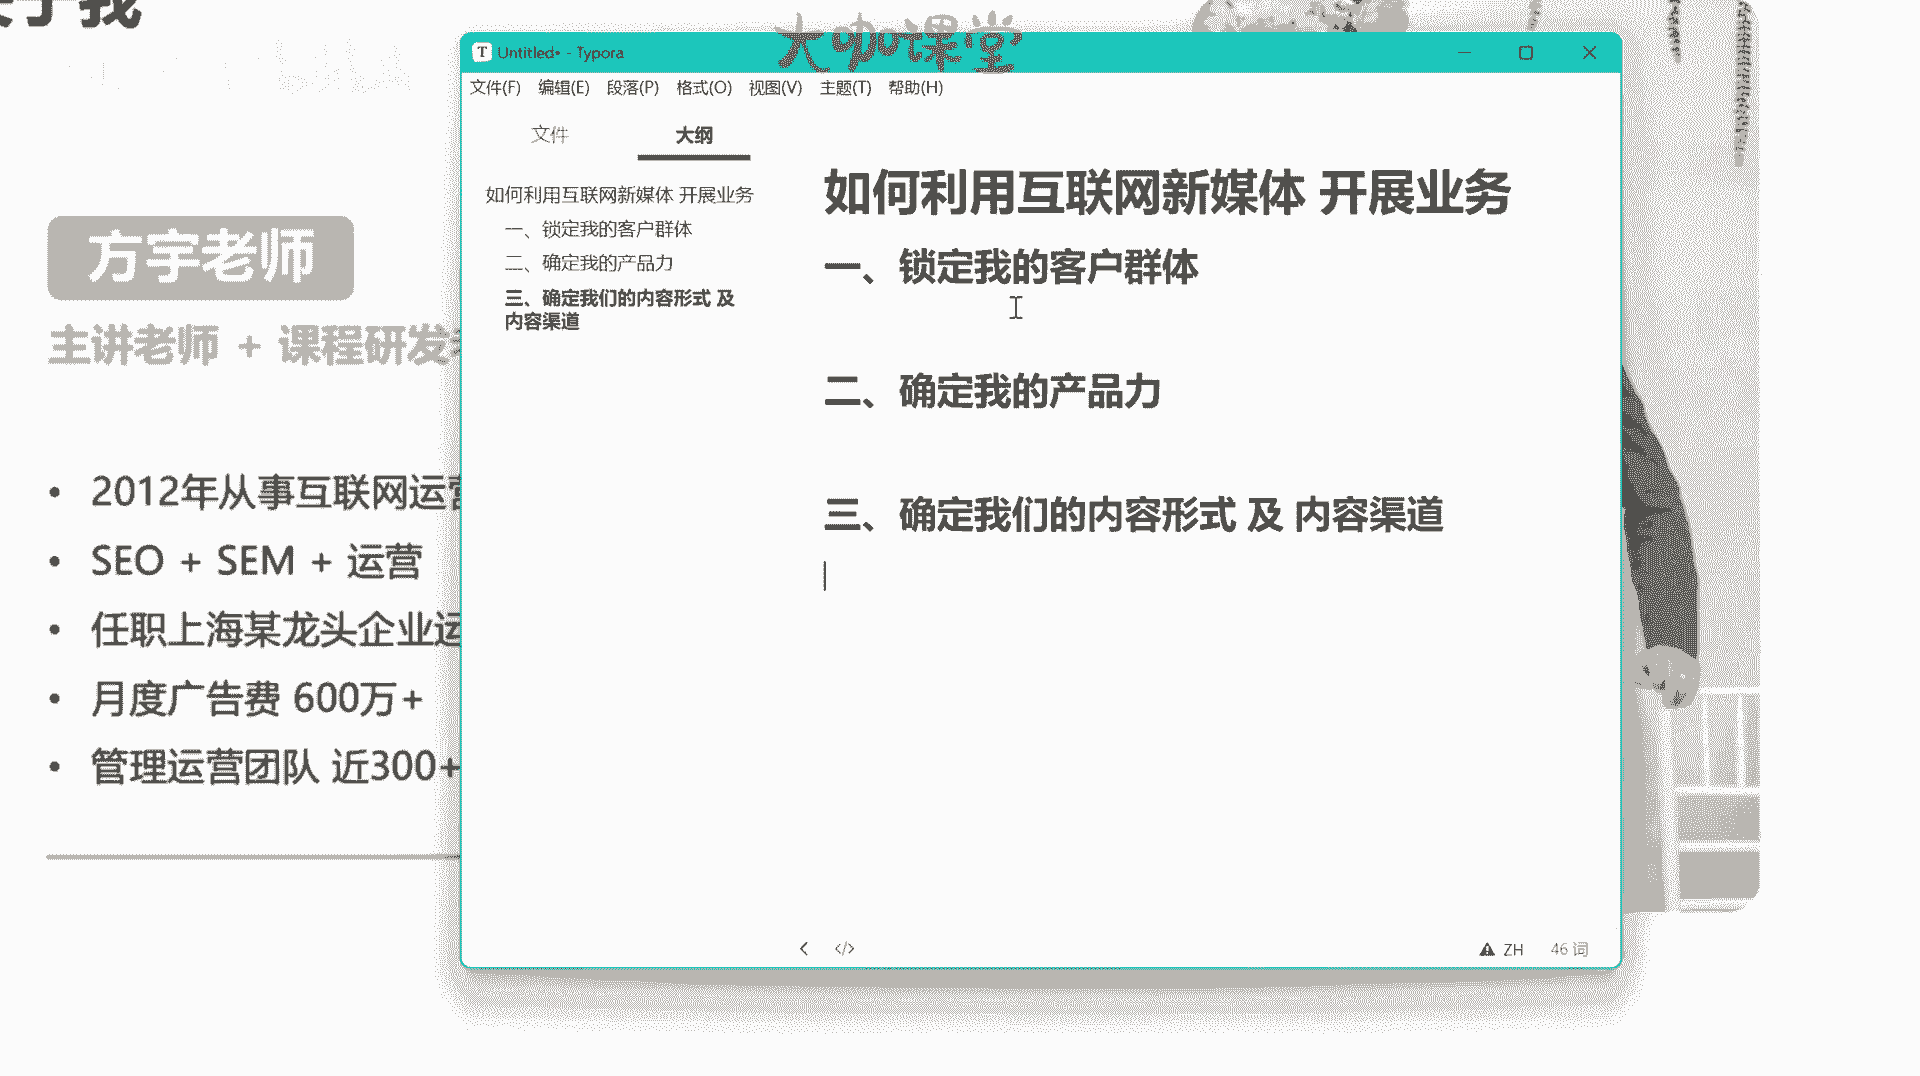 大咖课堂
Untitled• - Typora
文件(F) 编辑(E) 段落(P) 格式(O) 视图(V) 主题(T) 帮助(H)
文件 大纲
如何利用互联网新媒体 开展业务
一、锁定我的客户群体
二、确定我的产品力
三、确定我们的内容形式 及
内容渠道
如何利用互联网新媒体 开展业务
一、锁定我的客户群体
二、确定我的产品力
三、确定我们的内容形式 及 内容渠道
ZH 46 词
方宇老师
主讲老师 + 课程研发
• 2012年从事互联网运营
• SEO + SEM + 运营
• 任职上海某龙头企业运
• 月度广告费 600万+
• 管理运营团队 近300+